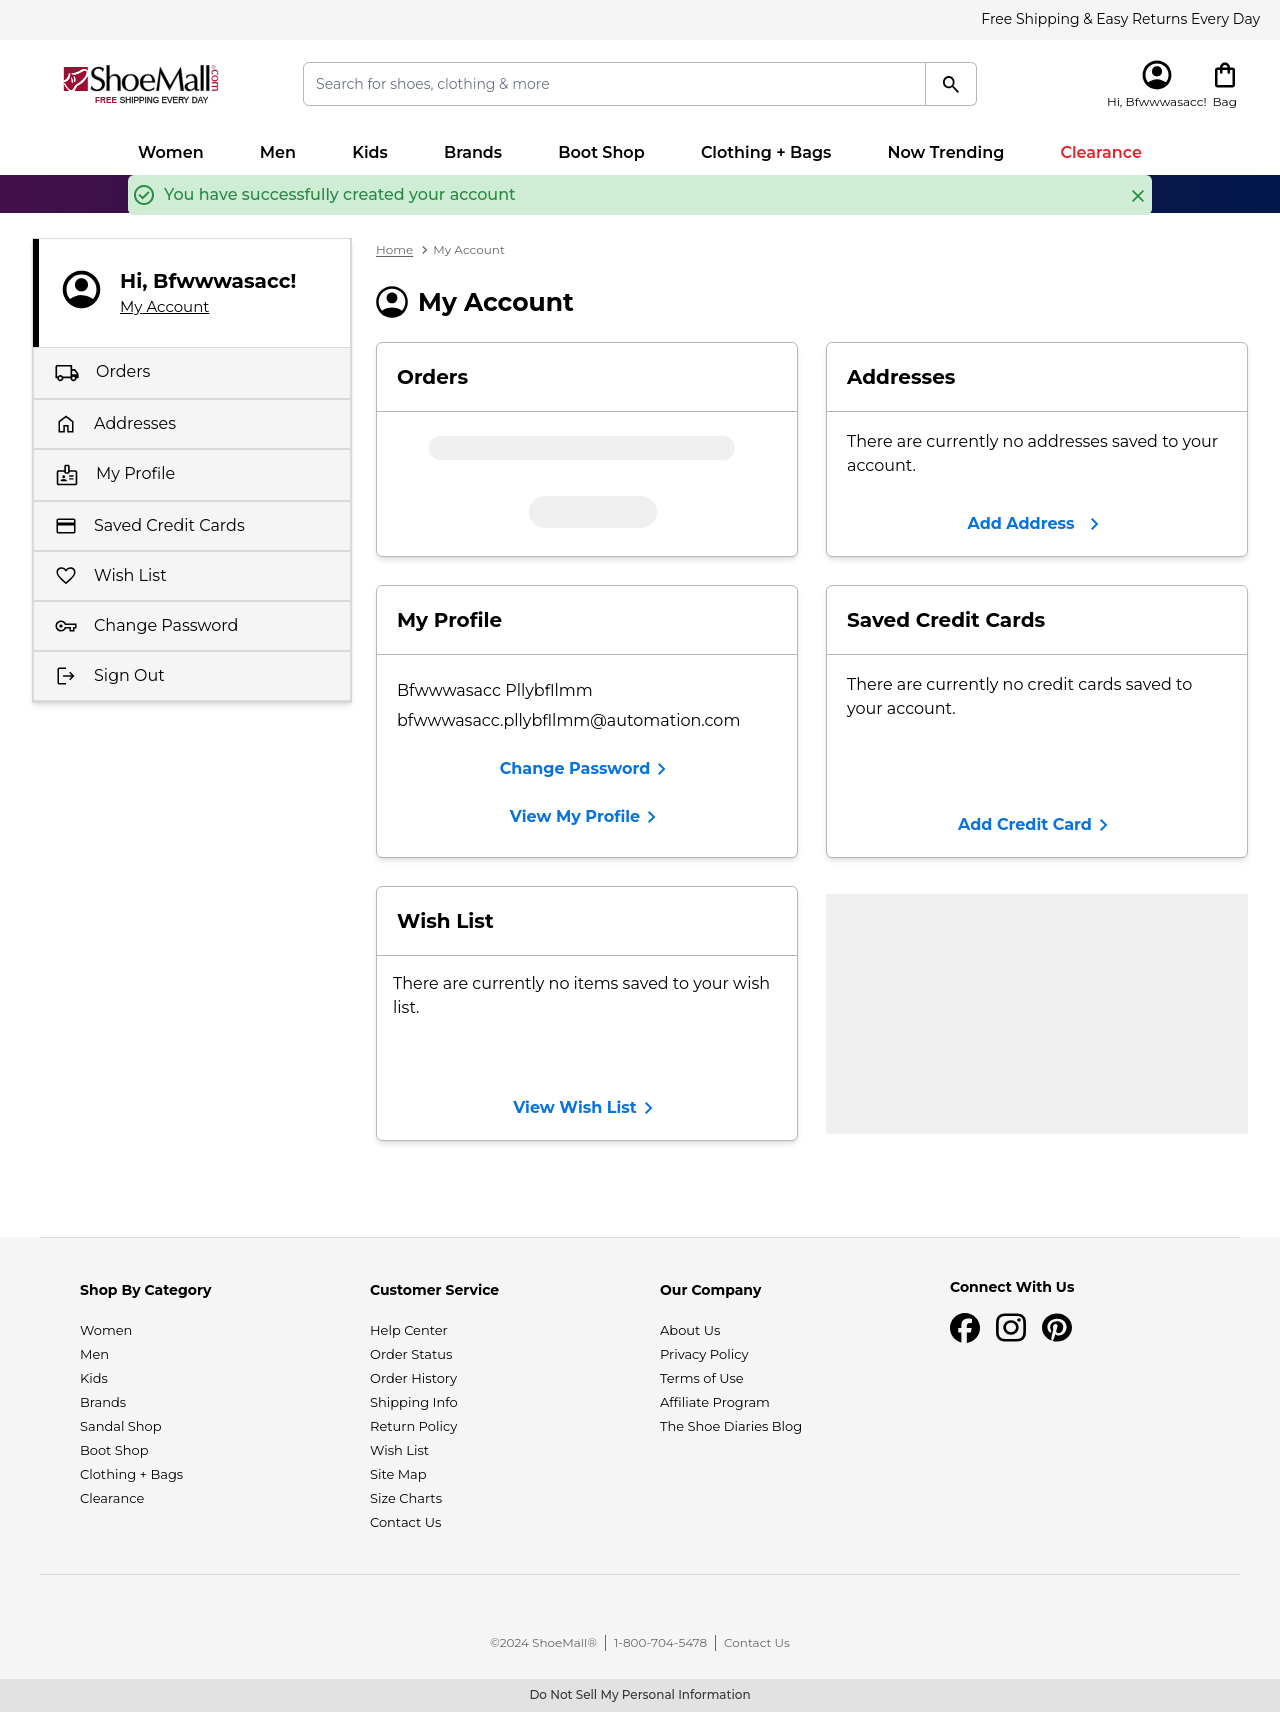 Free Shipping & Easy Returns Every Day
ShoeMall.com
FREE SHIPPING EVERY DAY
Search for shoes, clothing & more
Hi, Bfwwwasacc! Bag
Women Men Kids Brands Boot Shop Clothing + Bags Now Trending Clearance
You have successfully created your account
Hi, Bfwwwasacc!
My Account
Orders
Addresses
My Profile
Saved Credit Cards
Wish List
Change Password
Sign Out
Home > My Account
My Account
Orders
Addresses
There are currently no addresses saved to your
account.
Add Address
My Profile
Bfwwwasacc Pllybfllmm
bfwwwasacc.pllybfllmm@automation.com
Change Password
View My Profile
Saved Credit Cards
There are currently no credit cards saved to
your account.
Add Credit Card
Wish List
There are currently no items saved to your wish
list.
View Wish List
Shop By Category
Women
Men
Kids
Brands
Sandal Shop
Boot Shop
Clothing + Bags
Clearance
Customer Service
Help Center
Order Status
Order History
Shipping Info
Return Policy
Wish List
Site Map
Size Charts
Contact Us
Our Company
About Us
Privacy Policy
Terms of Use
Affiliate Program
The Shoe Diaries Blog
Connect With Us
©2024 ShoeMall® | 1-800-704-5478 | Contact Us
Do Not Sell My Personal Information